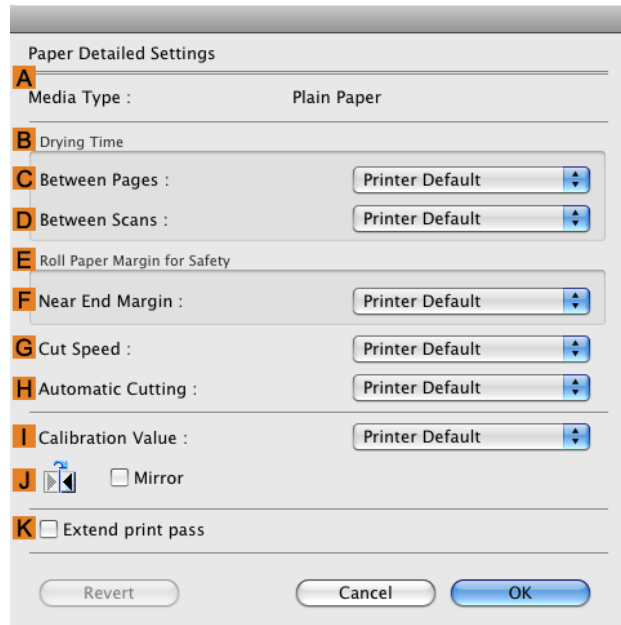 Paper Detailed Settings
A
Media Type : Plain Paper
B Drying Time
C Between Pages : Printer Default
D Between Scans : Printer Default
E Roll Paper Margin for Safety
F Near End Margin : Printer Default
G Cut Speed : Printer Default
H Automatic Cutting : Printer Default
I Calibration Value : Printer Default
J Mirror
K Extend print pass
Revert Cancel OK